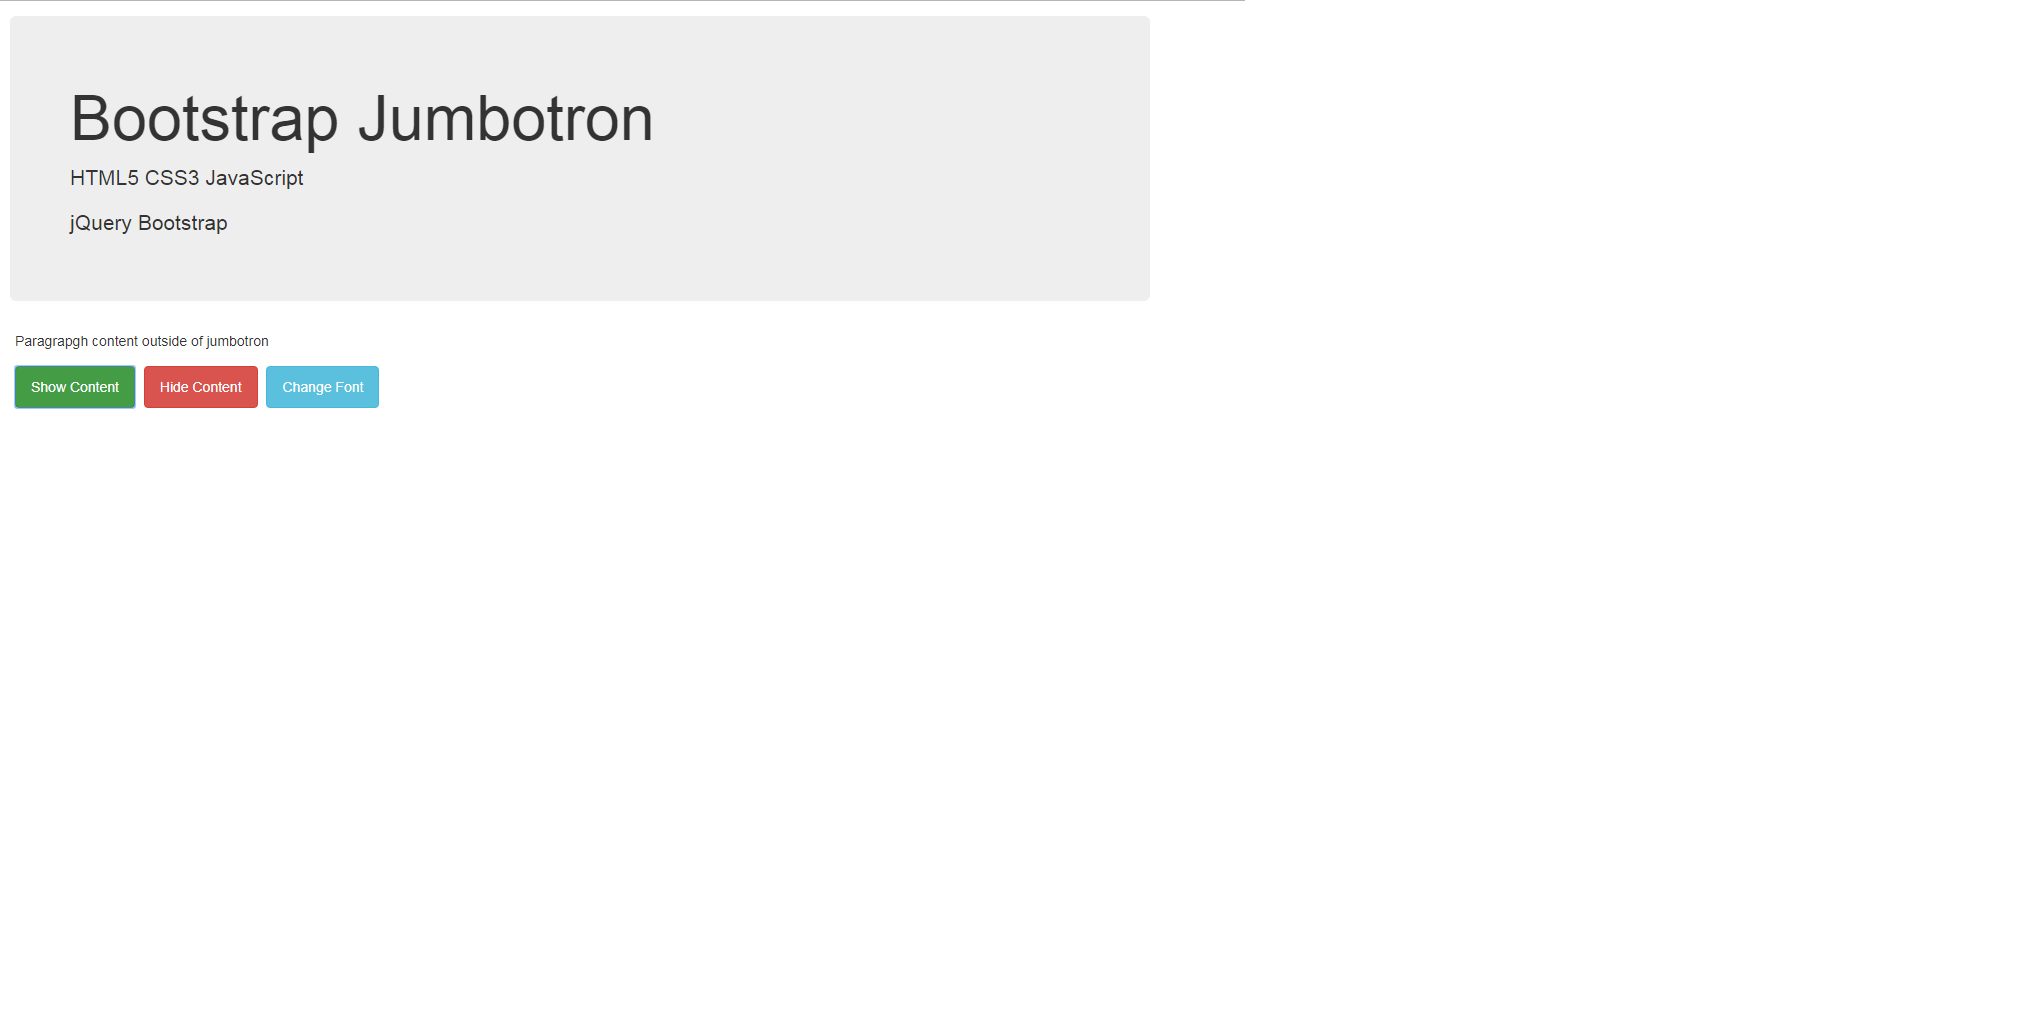 Bootstrap Jumbotron
HTML5 CSS3 JavaScript
jQuery Bootstrap
Paragrapgh content outside of jumbotron
Show Content Hide Content Change Font